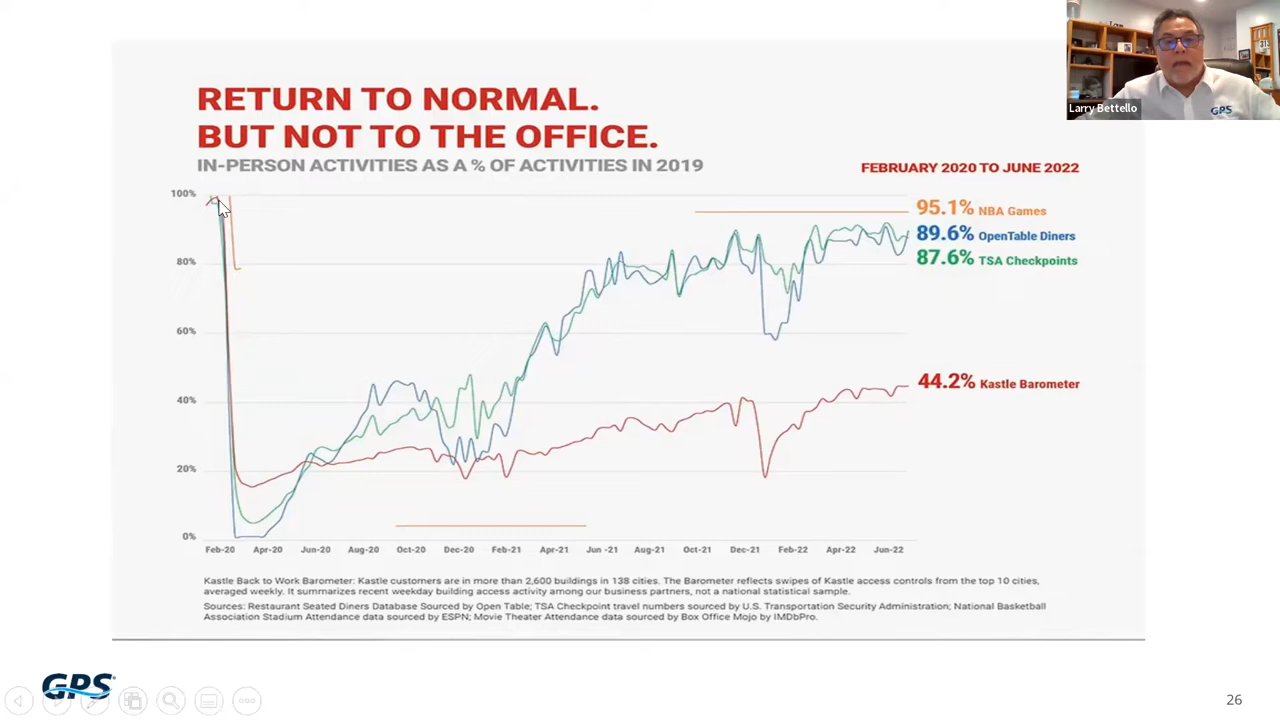 Larry Bettello
GPS
RETURN TO NORMAL.
BUT NOT TO THE OFFICE.
IN-PERSON ACTIVITIES AS A % OF ACTIVITIES IN 2019
FEBRUARY 2020 TO JUNE 2022
100%
80%
60%
40%
20%
0%
95.1% NBA Games
89.6% OpenTable Diners
87.6% TSA Checkpoints
44.2% Kastle Barometer
Feb-20 Apr-20 Jun-20 Aug-20 Oct-20 Dec-20 Feb-21 Apr-21 Jun -21 Aug-21 Oct-21 Dec-21 Feb-22 Apr-22 Jun-22
Kastle Back to Work Barometer: Kastle customers are in more than 2,600 buildings in 138 cities. The Barometer reflects swipes of Kastle access controls from the top 10 cities,
averaged weekly. It summarizes recent weekday building access activity among our business partners, not a national statistical sample.
Sources: Restaurant Seated Diners Database Sourced by Open Table; TSA Checkpoint travel numbers sourced by U.S. Transportation Security Administration; National Basketball
Association Stadium Attendance data sourced by ESPN; Movie Theater Attendance data sourced by Box Office Mojo by IMDbPro.
GPS
26